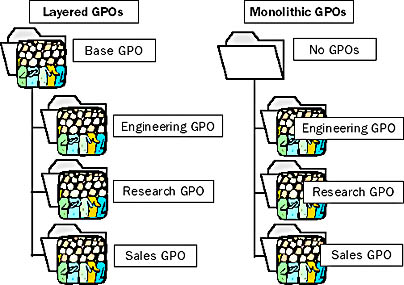 Layered GPOs
Base GPO
Engineering GPO
Research GPO
Sales GPO
Monolithic GPOs
No GPOs
Engineering GPO
Research GPO
Sales GPO